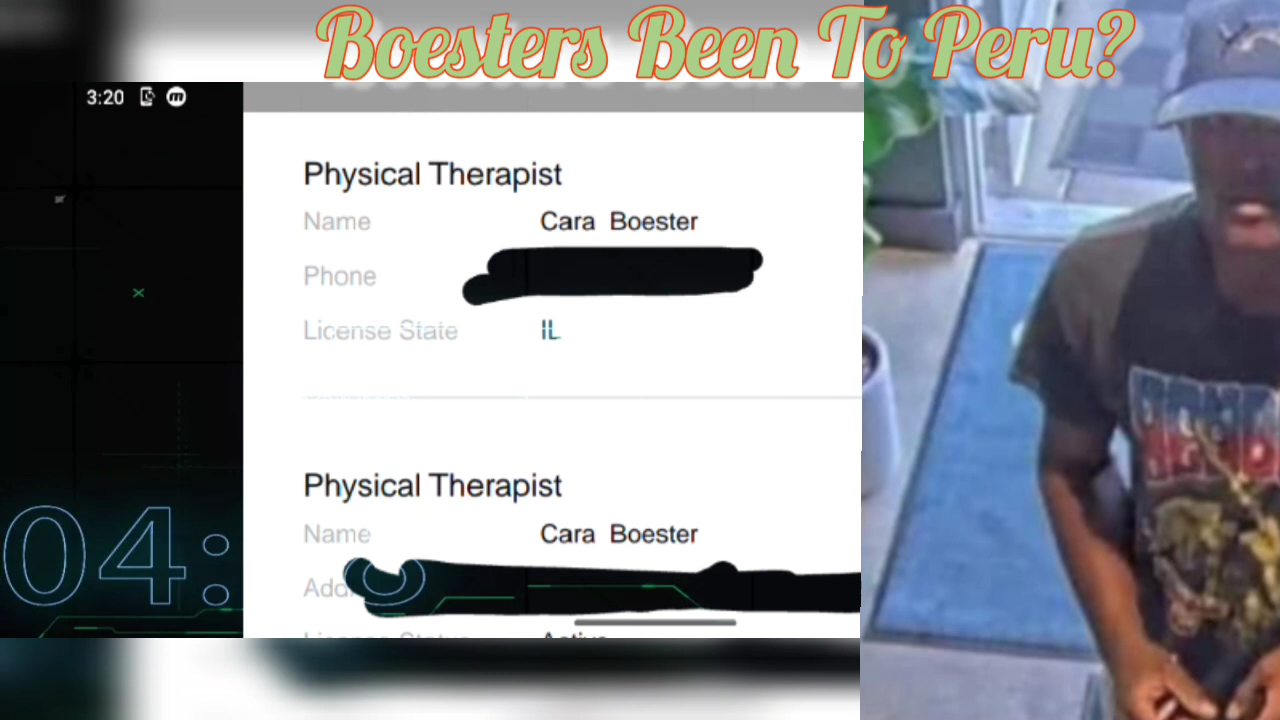 Boesters Been To Peru?
3:20
Physical Therapist
Name Cara Boester
Phone
License State IL
Physical Therapist
Name Cara Boester
04: